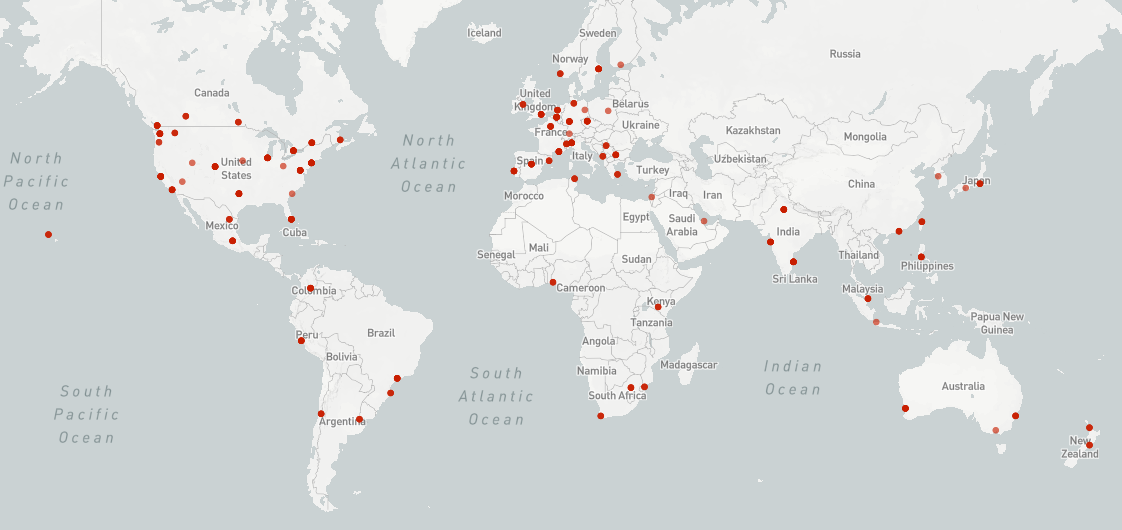 Iceland
Sweden
Norway
Russia
Canada
United
Kingdom
Belarus
Ukraine
Kazakhstan
Mongolia
North
Atlantic
Ocean
North
Pacific
Ocean
France
Italy
Spain
Uzbekistan
United
States
Turkey
China
Japan
Morocco
Iraq
Iran
Mexico
Cuba
Egypt
Saudi
Arabia
India
Senegal
Mali
Sudan
Thailand
Philippines
Sri Lanka
Colombia
Cameroon
Malaysia
Kenya
Tanzania
Papua New
Guinea
Peru
Brazil
Angola
Bolivia
Namibia
Madagascar
Indian
Ocean
South
Atlantic
Ocean
South
Pacific
Ocean
South Africa
Australia
Argentina
New
Zealand